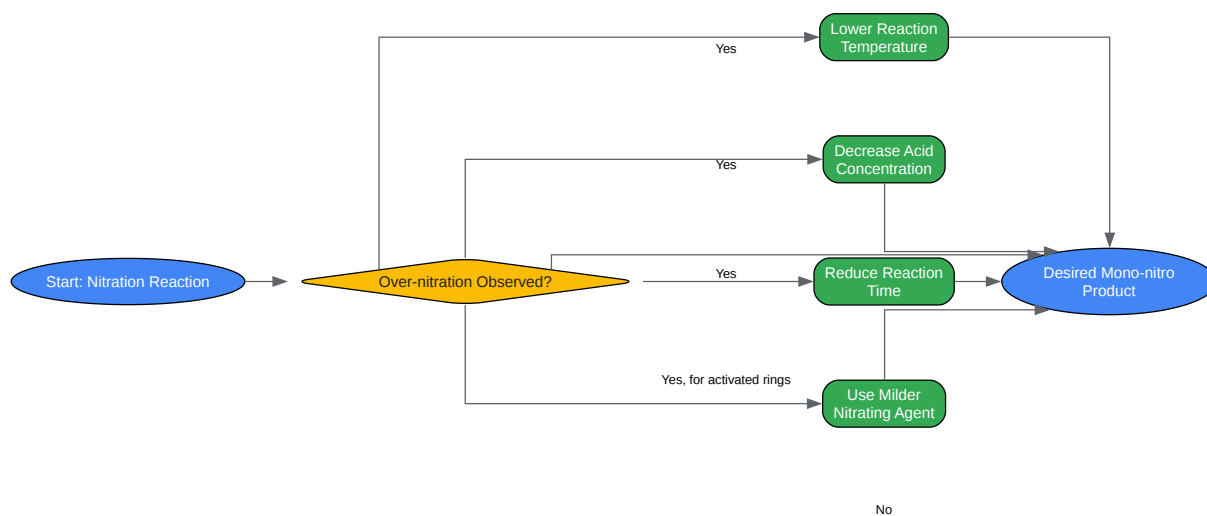 Lower Reaction
Temperature
Yes
Decrease Acid
Concentration
Yes
Start: Nitration Reaction
Over-nitration Observed?
Yes
Reduce Reaction
Time
Desired Mono-nitro
Product
Yes, for activated rings
Use Milder
Nitrating Agent
No